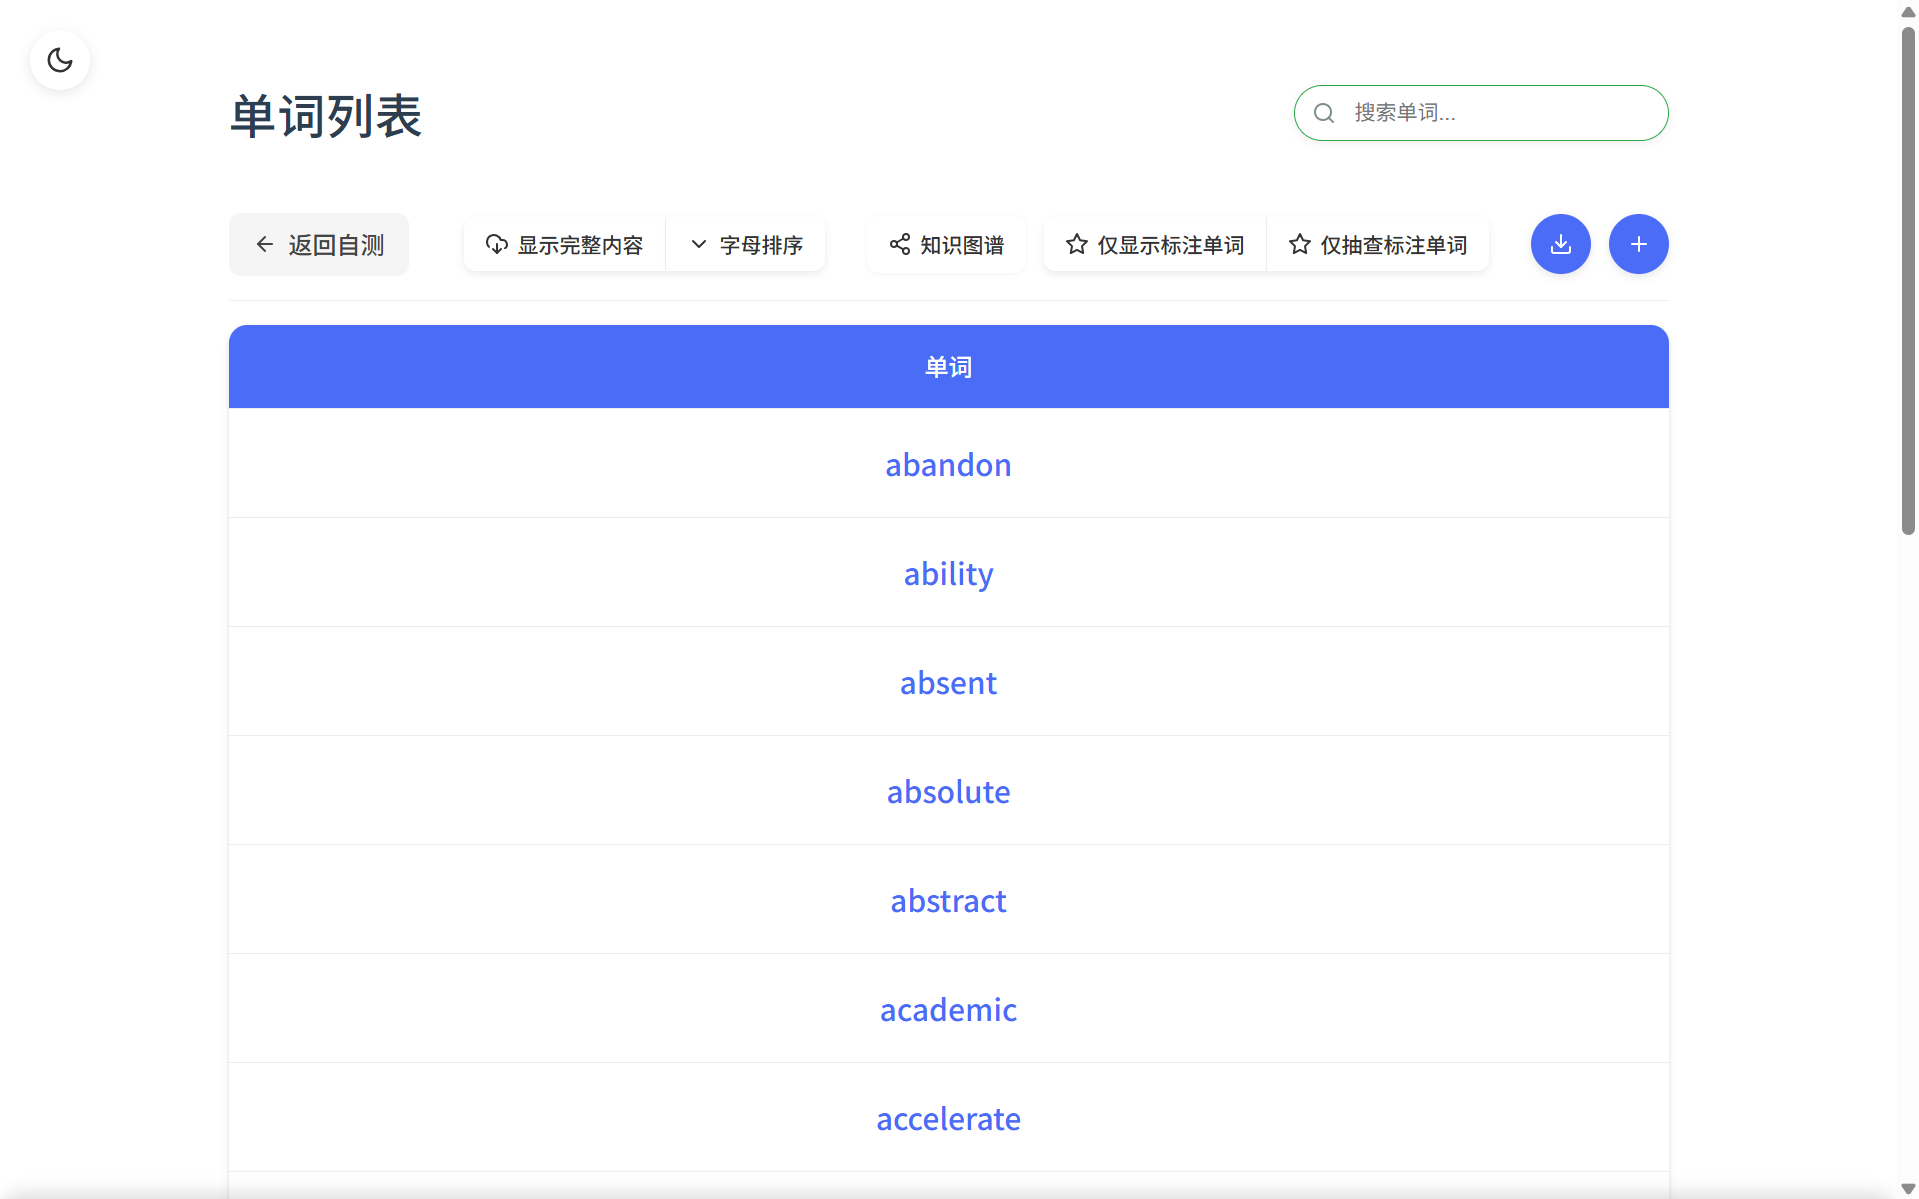 单词列表
搜索单词...
返回自测
显示完整内容
字母排序
知识图谱
仅显示标注单词
仅抽查标注单词
单词
abandon
ability
absent
absolute
abstract
academic
accelerate